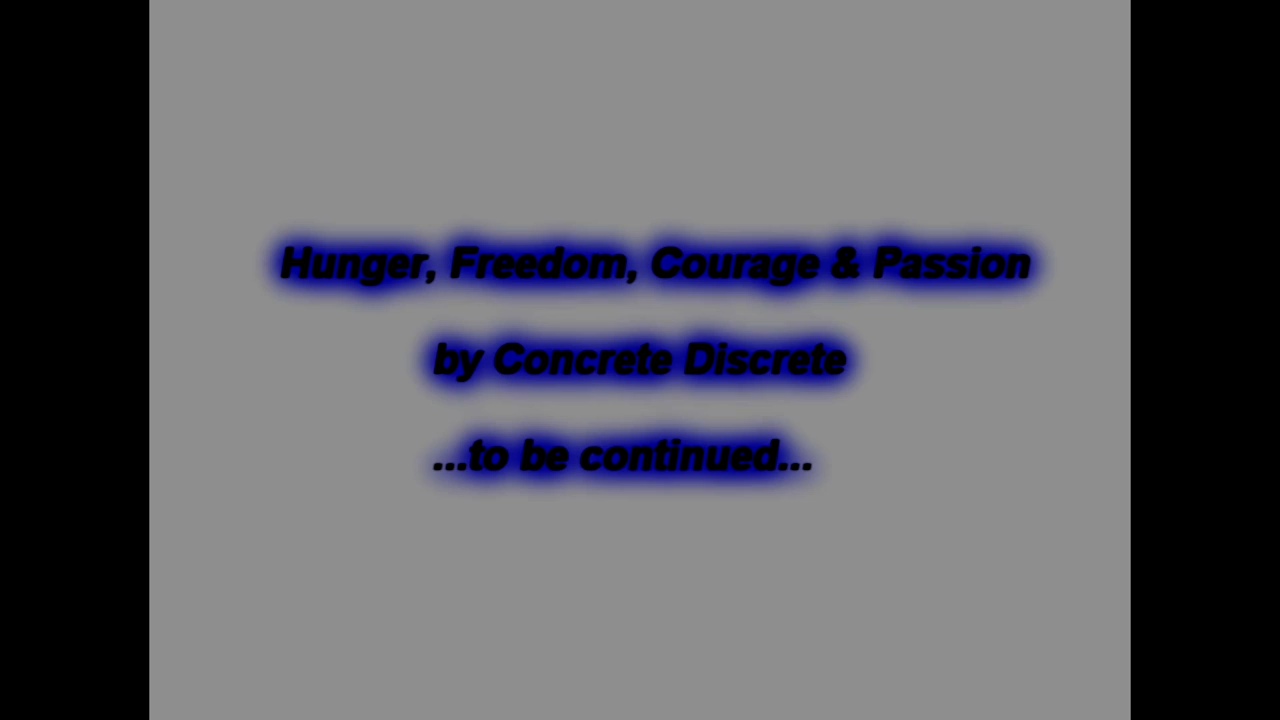 Hunger, Freedom, Courage & Passion
by Concrete Discrete
...to be continued...